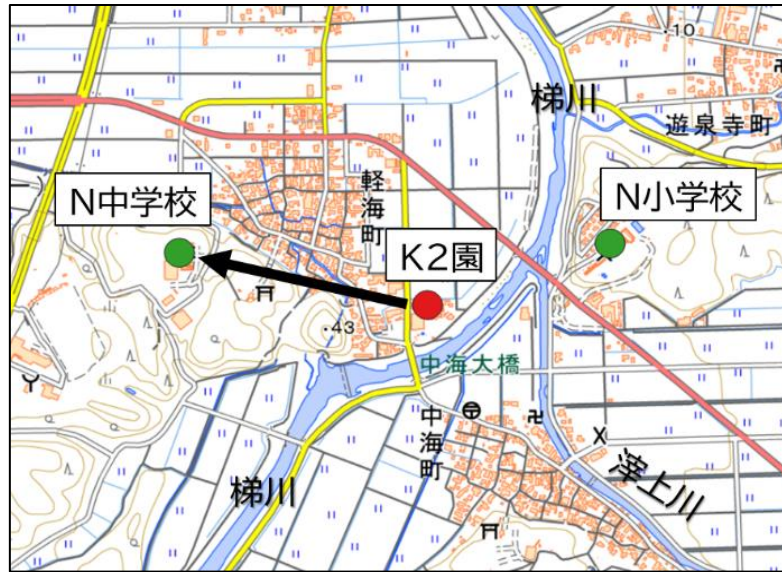 ・10
梯川
遊泉寺町
軽海町
N中学校
N小学校
K2園
・43
中海大橋
中海町
梯川
滓上川